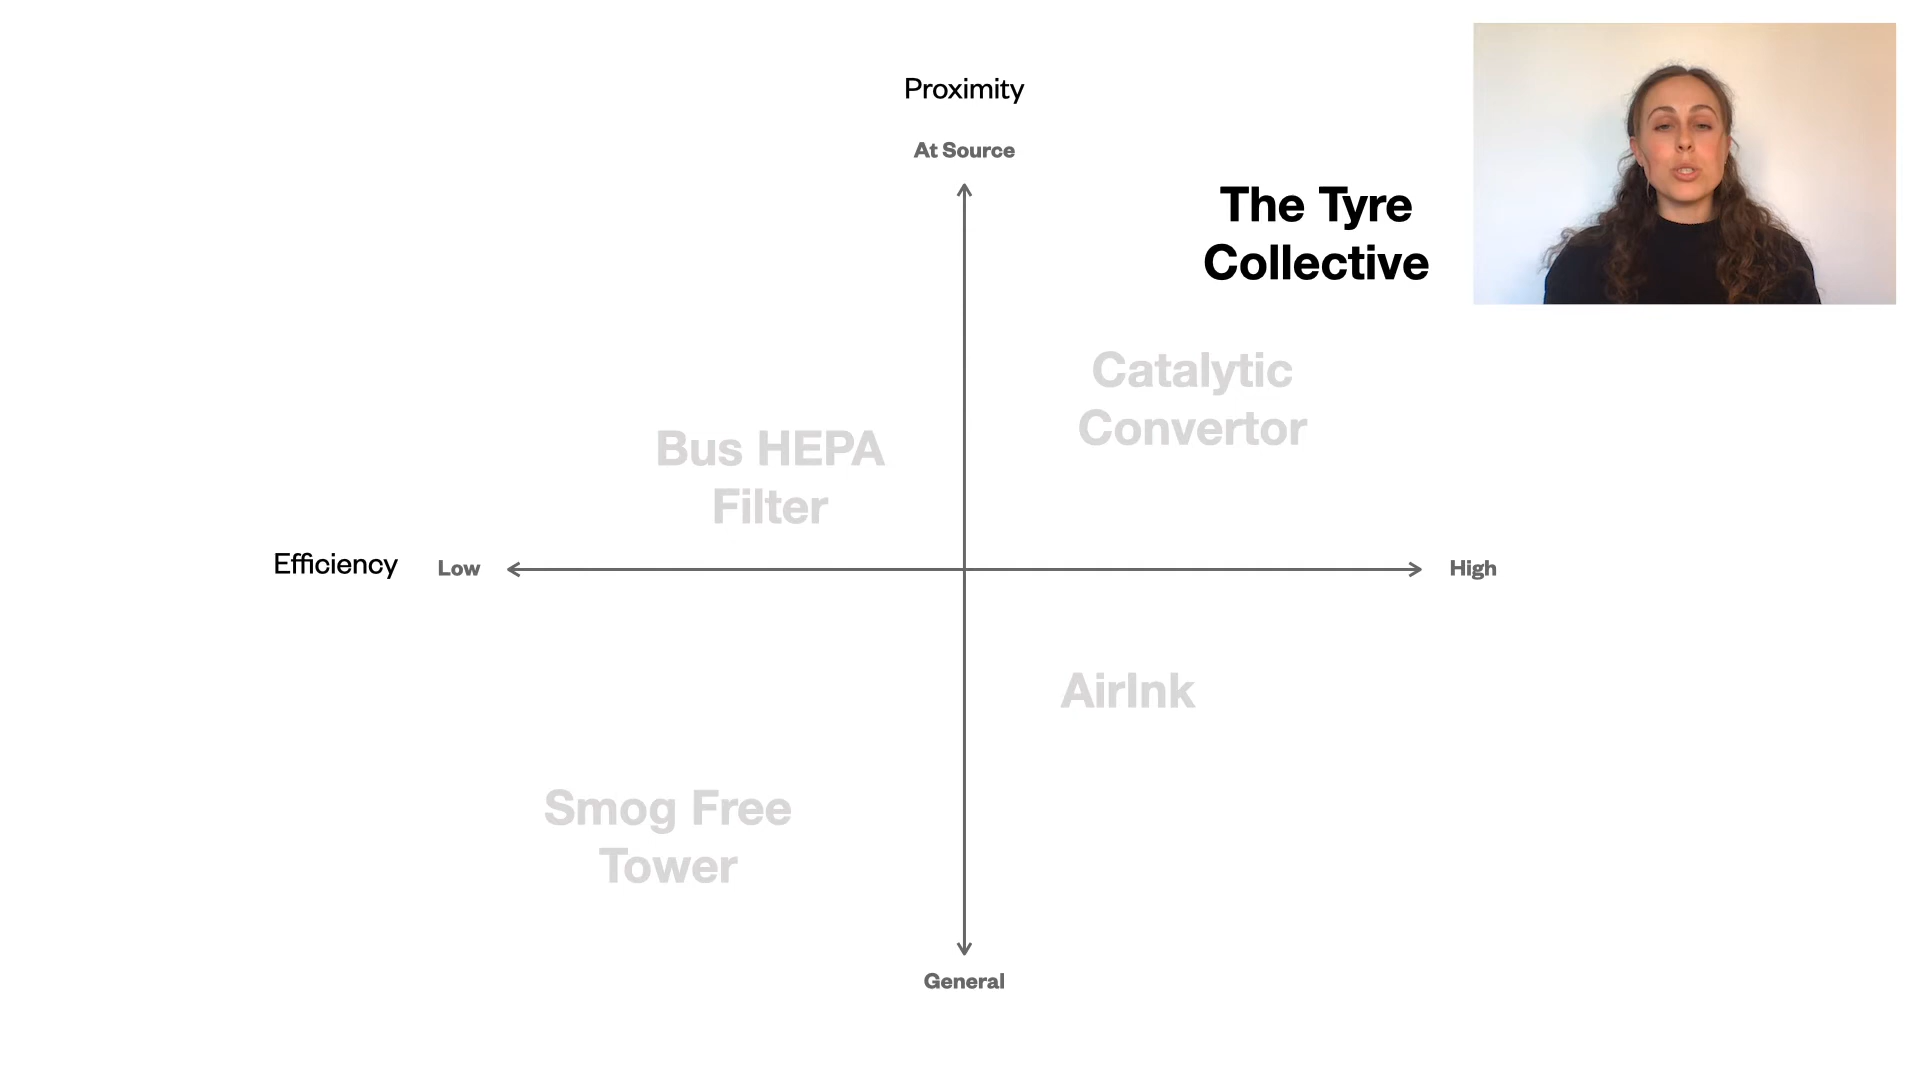 Proximity
At Source
The Tyre
Collective
Catalytic
Convertor
Bus HEPA
Filter
Efficiency
Low
High
AirInk
Smog Free
Tower
General